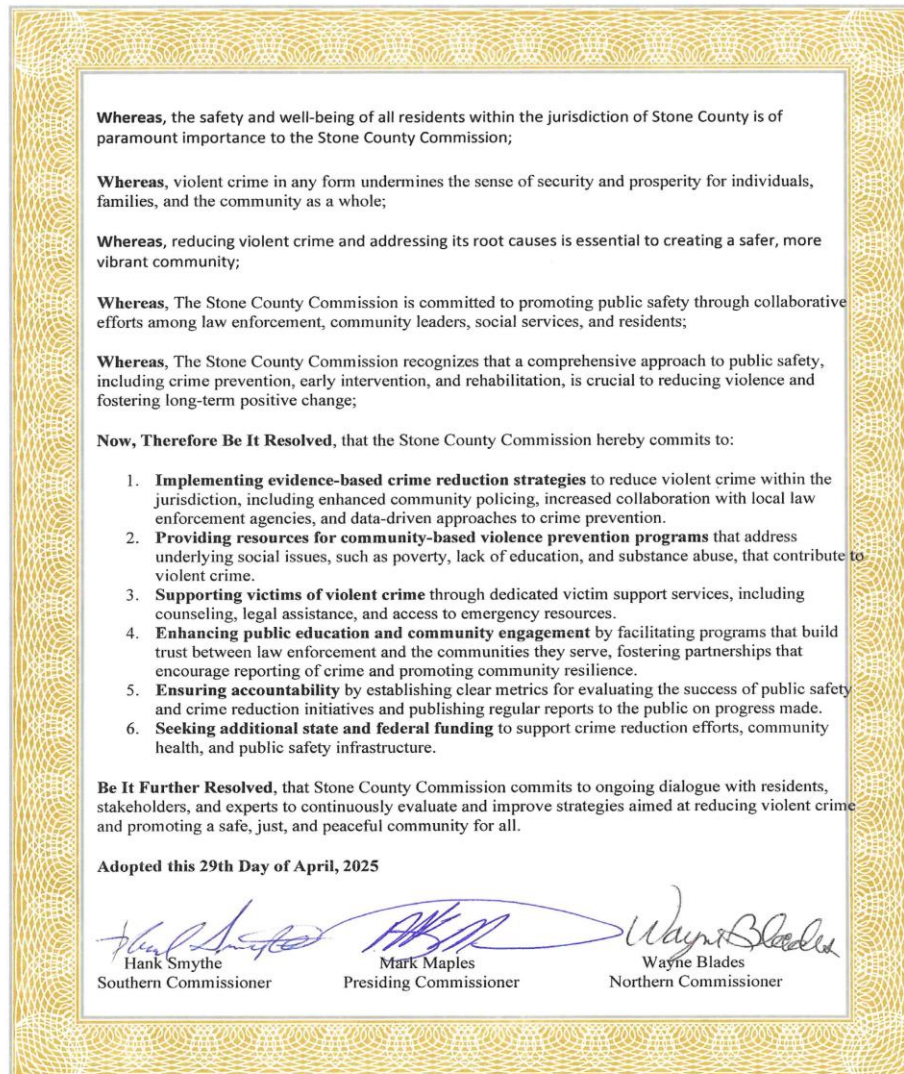 Whereas, the safety and well-being of all residents within the jurisdiction of Stone County is of
paramount importance to the Stone County Commission;
Whereas, violent crime in any form undermines the sense of security and prosperity for individuals,
families, and the community as a whole;
Whereas, reducing violent crime and addressing its root causes is essential to creating a safer, more
vibrant community;
Whereas, The Stone County Commission is committed to promoting public safety through collaborative
efforts among law enforcement, community leaders, social services, and residents;
Whereas, The Stone County Commission recognizes that a comprehensive approach to public safety,
including crime prevention, early intervention, and rehabilitation, is crucial to reducing violence and
fostering long-term positive change;
Now, Therefore Be It Resolved, that the Stone County Commission hereby commits to:
1. Implementing evidence-based crime reduction strategies to reduce violent crime within the
jurisdiction, including enhanced community policing, increased collaboration with local law
enforcement agencies, and data-driven approaches to crime prevention.
2. Providing resources for community-based violence prevention programs that address
underlying social issues, such as poverty, lack of education, and substance abuse, that contribute to
violent crime.
3. Supporting victims of violent crime through dedicated victim support services, including
counseling, legal assistance, and access to emergency resources.
4. Enhancing public education and community engagement by facilitating programs that build
trust between law enforcement and the communities they serve, fostering partnerships that
encourage reporting of crime and promoting community resilience.
5. Ensuring accountability by establishing clear metrics for evaluating the success of public safety
and crime reduction initiatives and publishing regular reports to the public on progress made.
6. Seeking additional state and federal funding to support crime reduction efforts, community
health, and public safety infrastructure.
Be It Further Resolved, that Stone County Commission commits to ongoing dialogue with residents,
stakeholders, and experts to continuously evaluate and improve strategies aimed at reducing violent crime
and promoting a safe, just, and peaceful community for all.
Adopted this 29th Day of April, 2025
Wayne Blades
Hank Smythe Mark Maples Wayne Blades
Southern Commissioner Presiding Commissioner Northern Commissioner